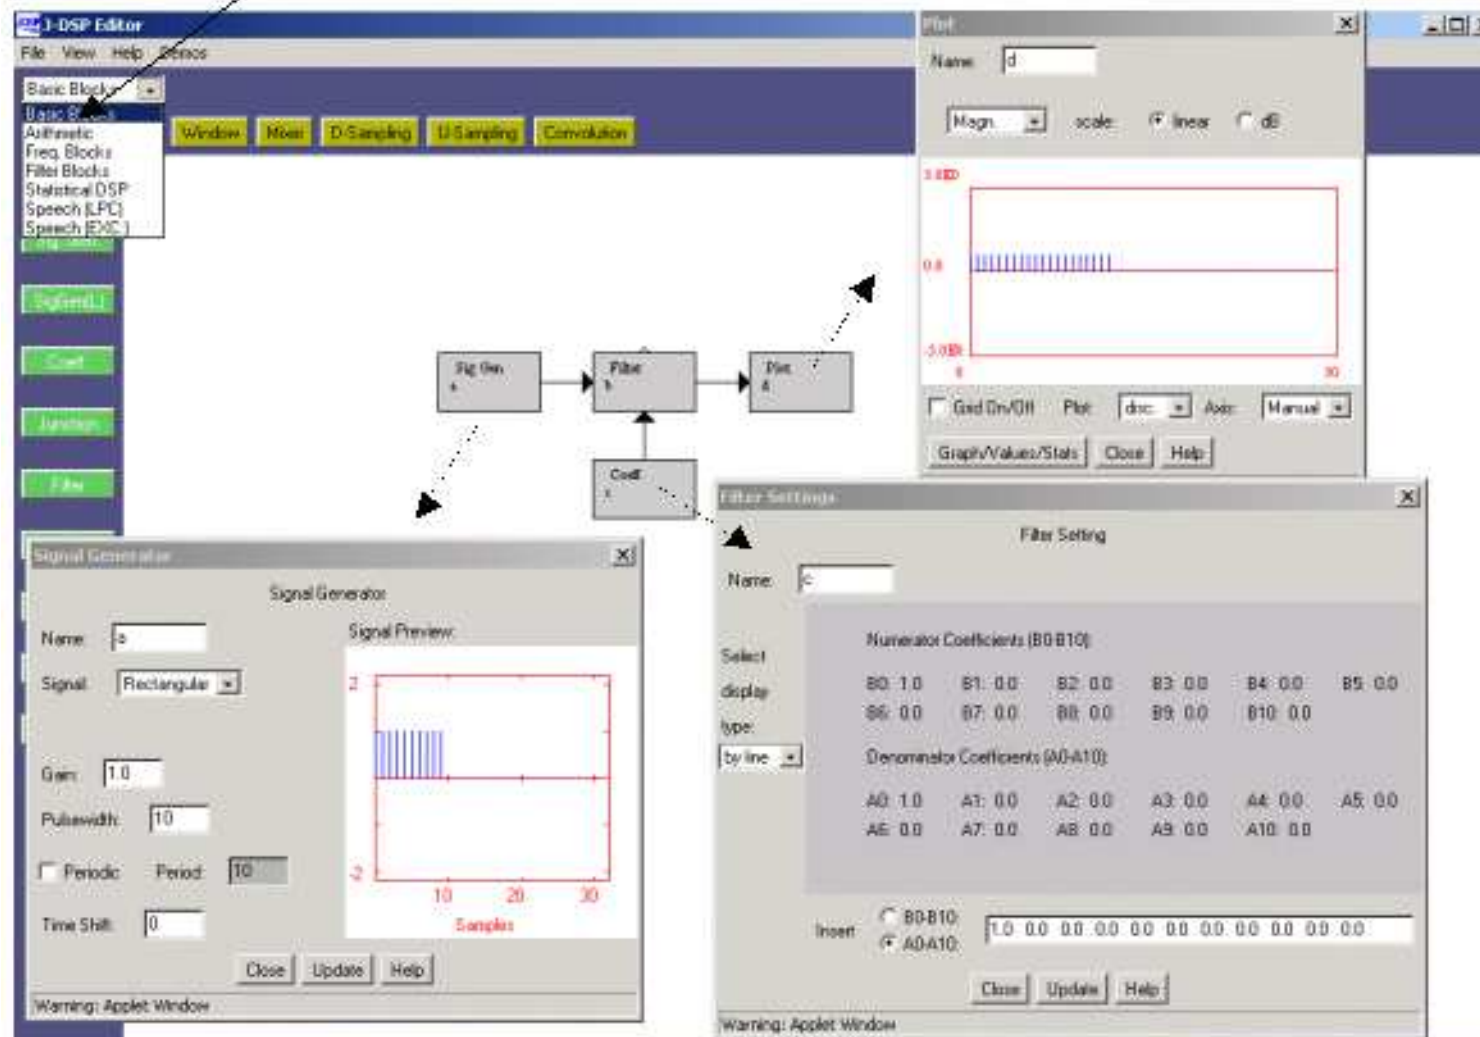 J-DSP Editor
File View Help Demos
Basic Blocks
Basic Blocks
Arithmetic
Freq. Blocks
Filter Blocks
Statistical DSP
Speech (LPC)
Speech (EXC.)
Window Mixer D-Sampling U-Sampling Convolution
SigGen(L)
Coeff
Junction
Filter
Sig Gen
a
Filter
b
Plot
d
Coeff
Plot
Name: d
Magn. scale: linear dB
0.0
0
Grid On/Off Plot: disc. Axis: Manual
Graph/Values/Stats Close Help
Signal Generator
Signal Generator
Name: a
Signal Preview:
Signal: Rectangular
Gain: 1.0
Pulsewidth: 10
Periodic Period: 10
Time Shift: 0
2
-2
10 20 30
Samples
Close Update Help
Warning: Applet Window
Filter Settings
Filter Setting
Name: c
Select
display
type:
by line
Numerator Coefficients (B0-B10):
B0: 1.0 B1: 0.0 B2: 0.0 B3: 0.0 B4: 0.0 B5: 0.0
B6: 0.0 B7: 0.0 B8: 0.0 B9: 0.0 B10: 0.0
Denominator Coefficients (A0-A10):
A0: 1.0 A1: 0.0 A2: 0.0 A3: 0.0 A4: 0.0 A5: 0.0
A6: 0.0 A7: 0.0 A8: 0.0 A9: 0.0 A10: 0.0
Insert B0-B10:
A0-A10:
1.0 0.0 0.0 0.0 0.0 0.0 0.0 0.0 0.0 0.0 0.0
Close Update Help
Warning: Applet Window